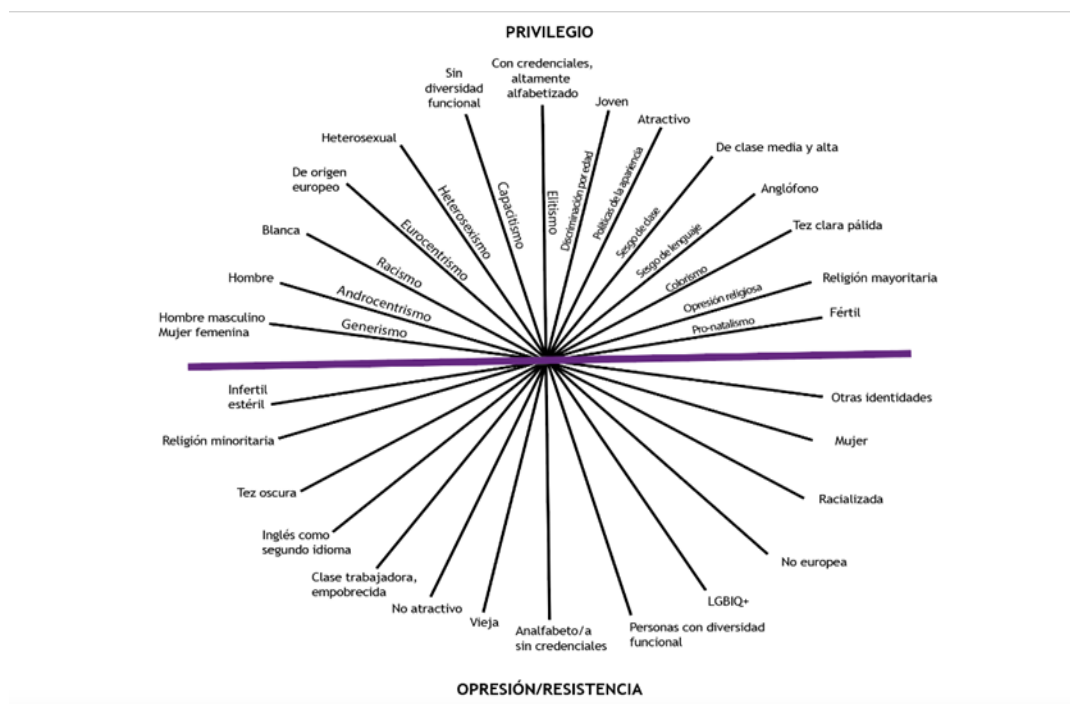 PRIVILEGIO
Con credenciales,
altamente
alfabetizado
Sin
diversidad
funcional
Joven
Atractivo
Heterosexual
De clase media y alta
De origen
europeo
Anglófono
Blanca
Tez clara pálida
Hombre
Religión mayoritaria
Hombre masculino
Mujer femenina
Fértil
Generismo
Androcentrismo
Racismo
Eurocentrismo
Heterosexismo
Capacitismo
Elitismo
Discriminación por edad
Políticas de la apariencia
Sesgo de clase
Sesgo de lenguaje
Colorismo
Opresión religiosa
Pro-natalismo
Infertil
estéril
Otras identidades
Religión minoritaria
Mujer
Tez oscura
Racializada
Inglés como
segundo idioma
No europea
Clase trabajadora,
empobrecida
No atractivo
LGBIQ+
Vieja
Analfabeto/a
sin credenciales
Personas con diversidad
funcional
OPRESIÓN/RESISTENCIA